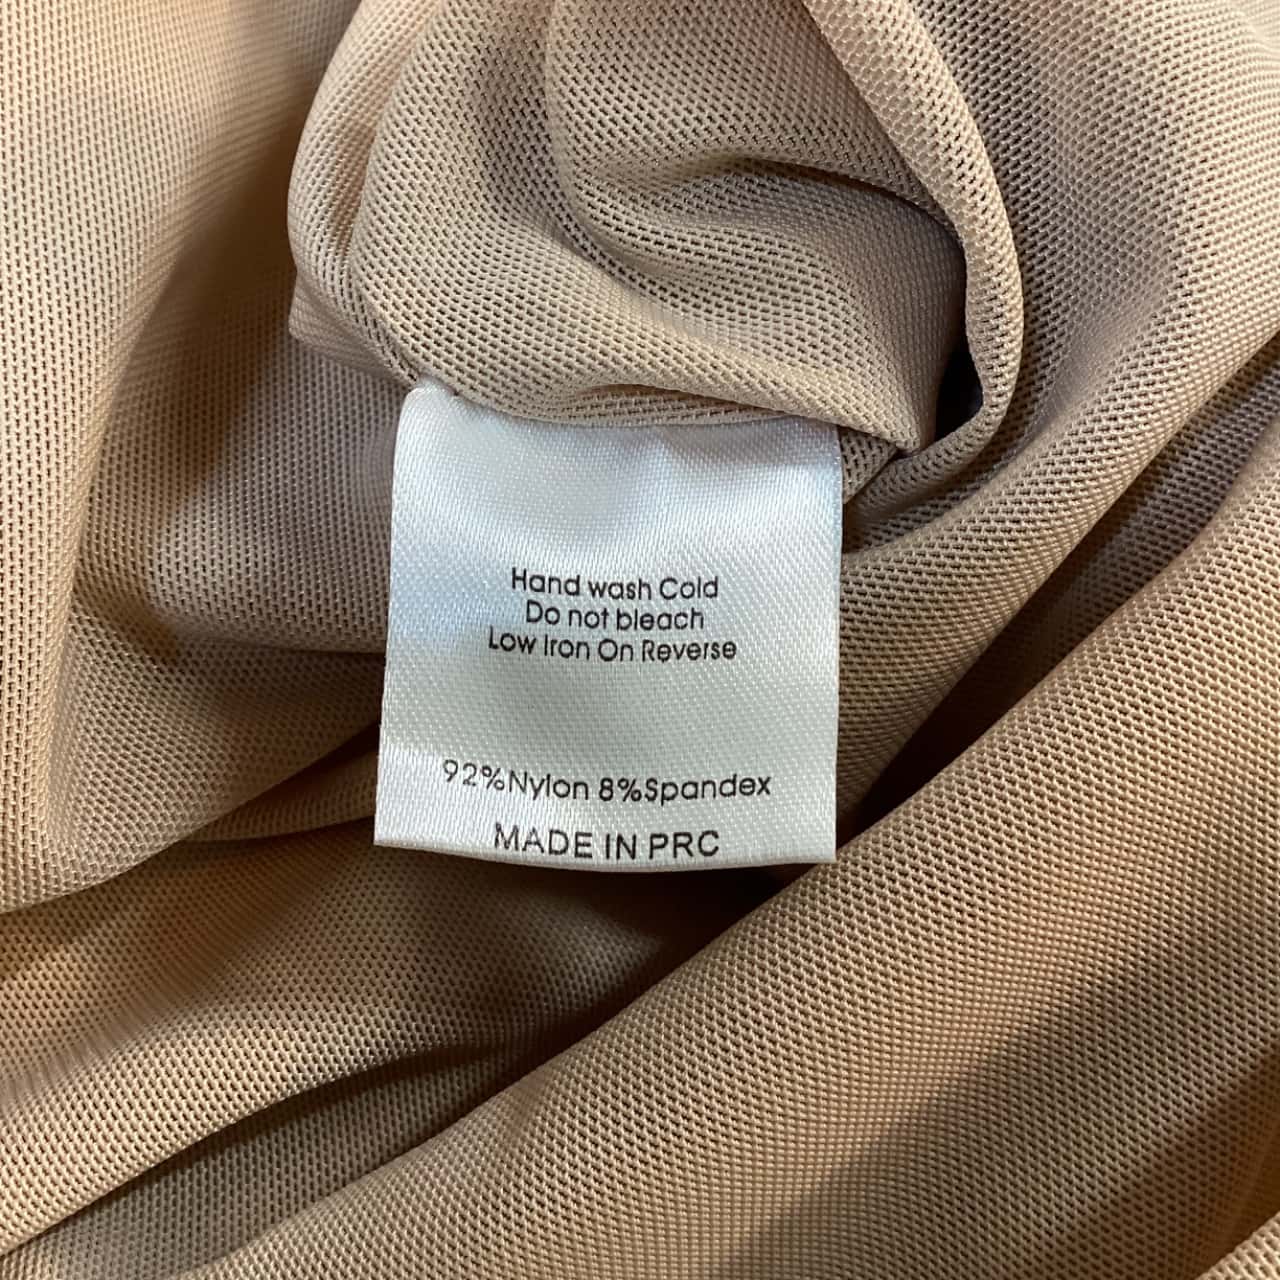 Hand wash Cold
Do not bleach
Low Iron On Reverse
92%Nylon 8%Spandex
MADE IN PRC